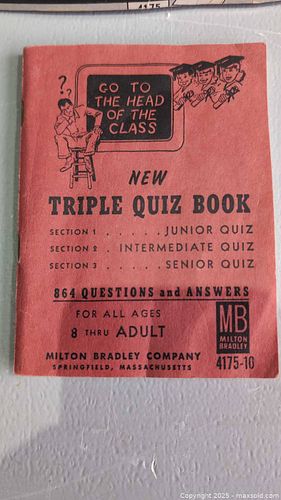 4175
? ?
GO TO
THE HEAD
OF THE
CLASS
NEW
TRIPLE QUIZ BOOK
SECTION 1 . . . . . JUNIOR QUIZ
SECTION 2 . INTERMEDIATE QUIZ
SECTION 3 . . . . . SENIOR QUIZ
864 QUESTIONS and ANSWERS
FOR ALL AGES
8 THRU ADULT
MB
MILTON
BRADLEY
MILTON BRADLEY COMPANY
SPRINGFIELD, MASSACHUSETTS
4175-10
Copyright 2025 - maxsold.com